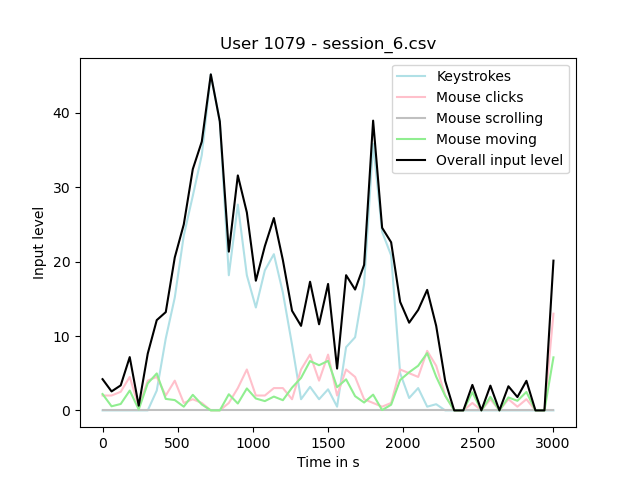 User 1079 - session_6.csv
Keystrokes
Mouse clicks
Mouse scrolling
Mouse moving
Overall input level
Input level
40
30
20
10
0
0 500 1000 1500 2000 2500 3000
Time in s